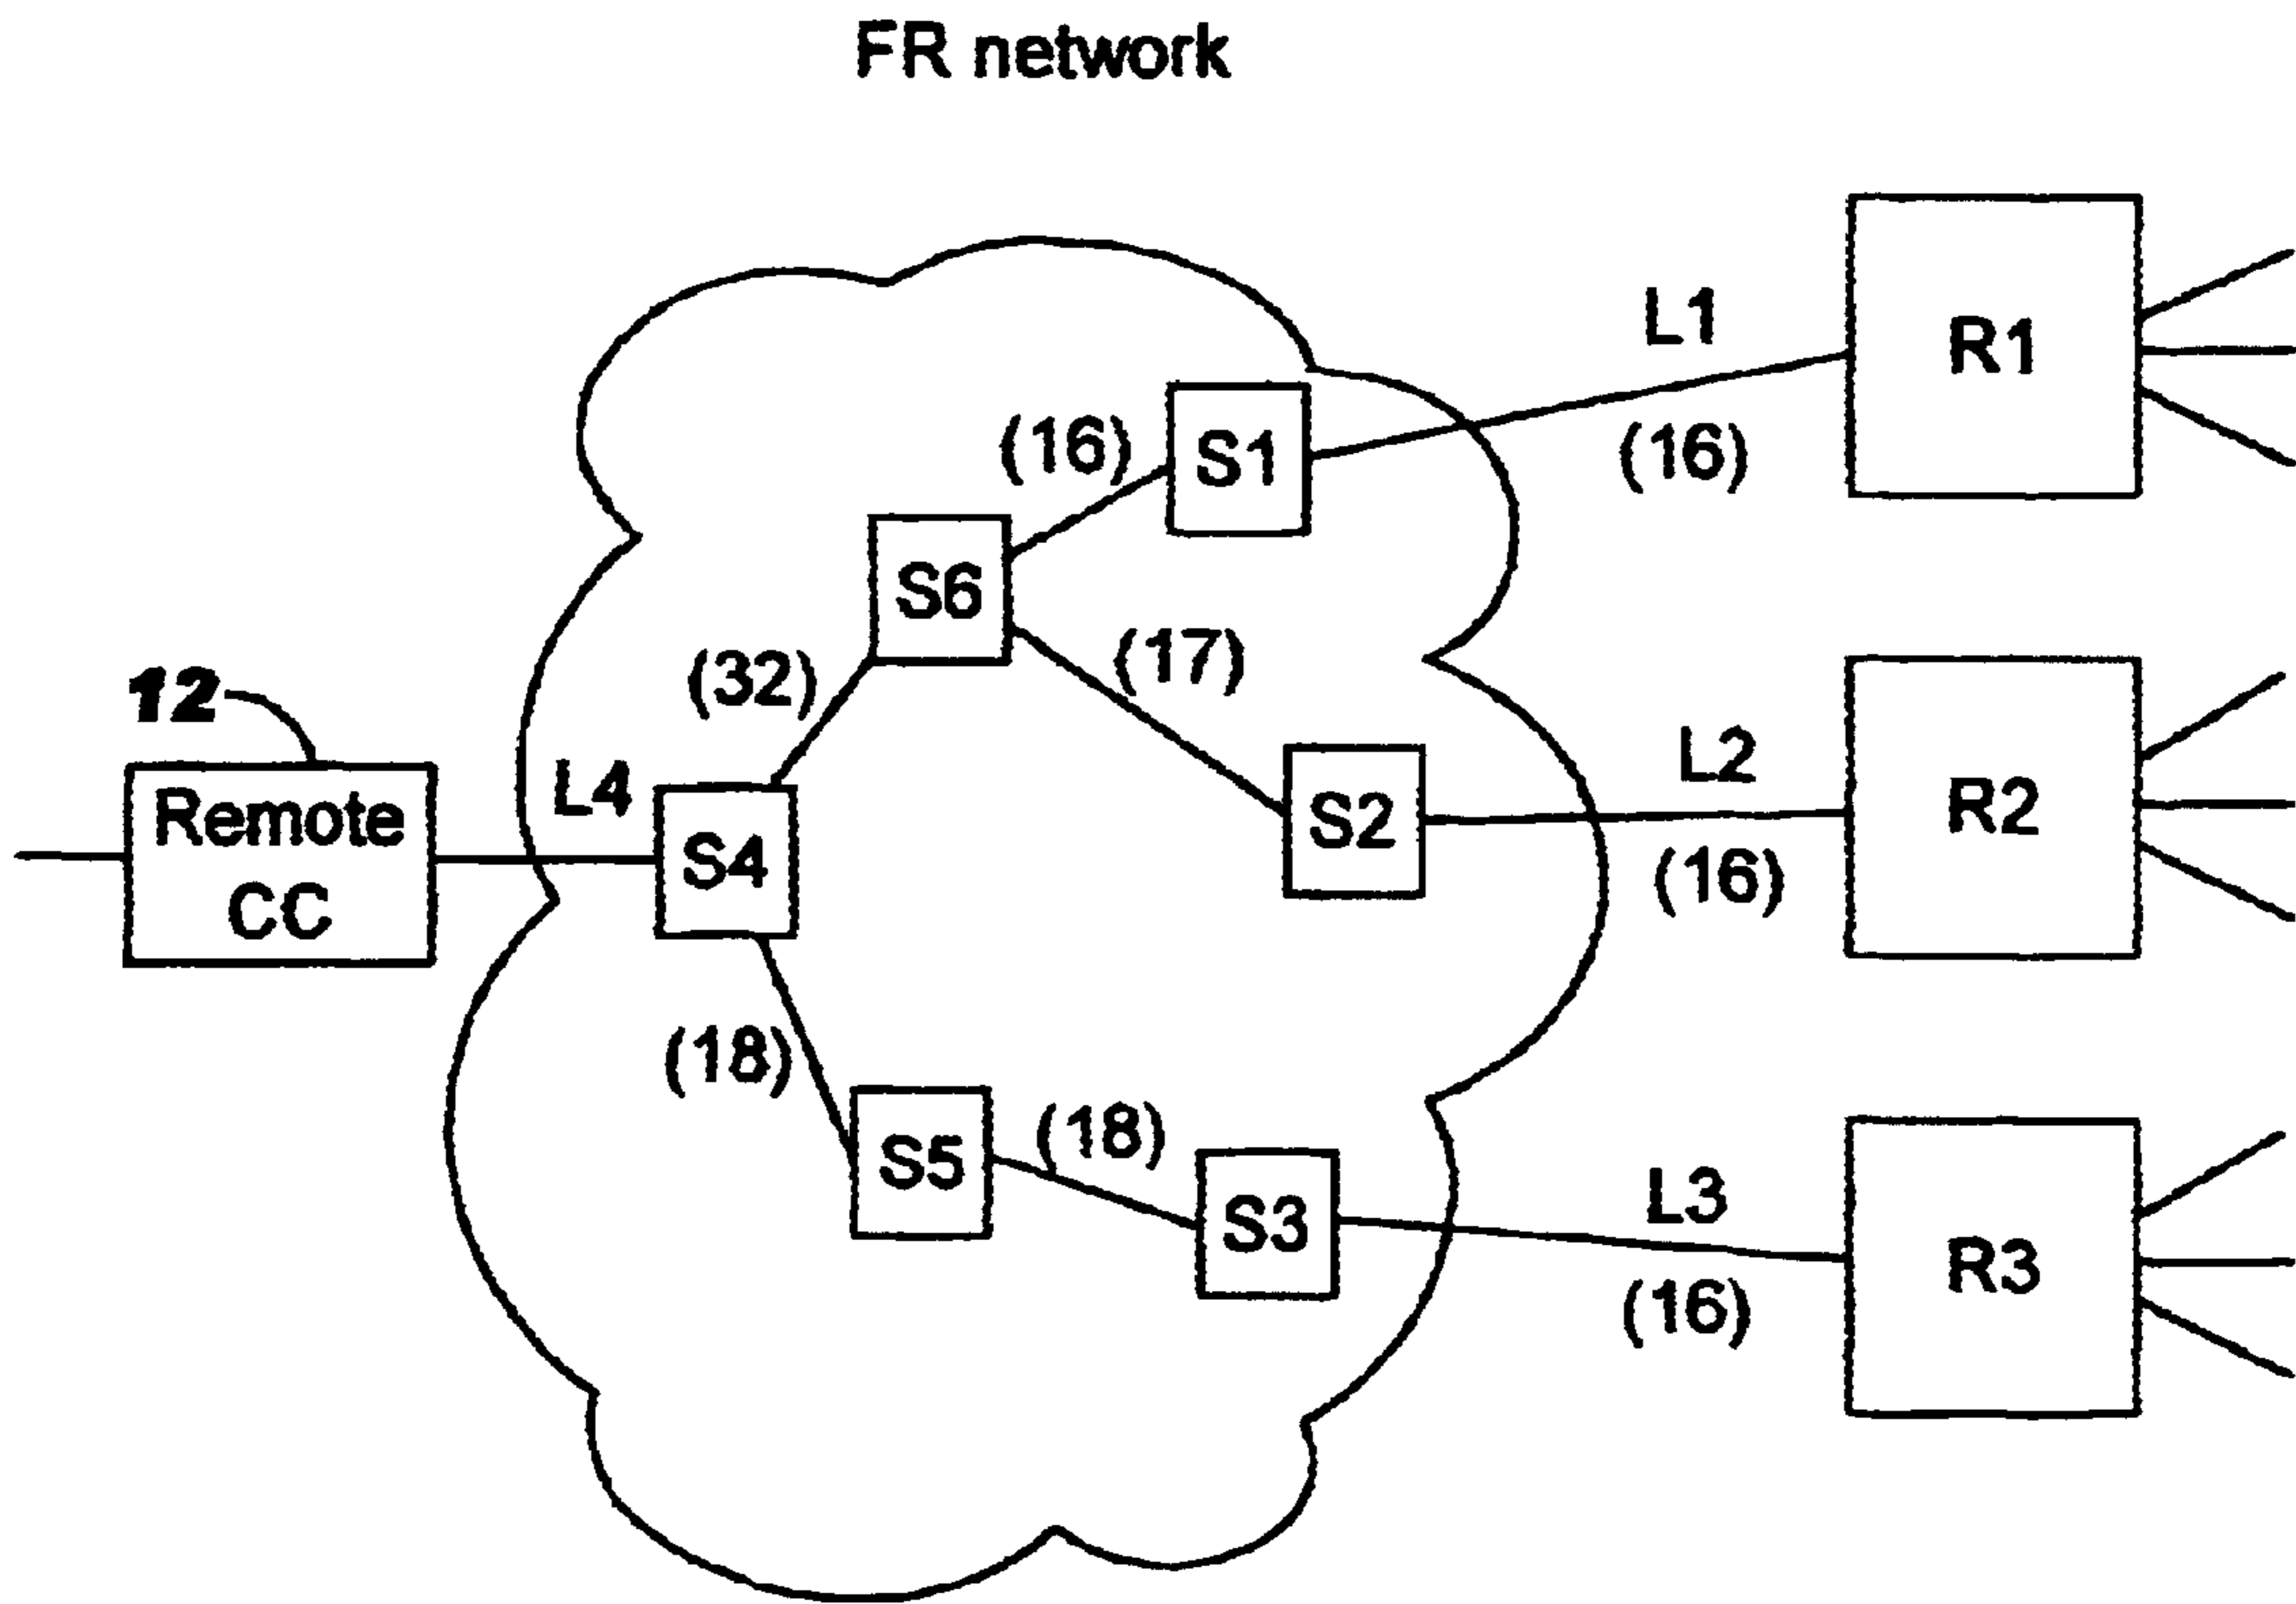 FR network
L1
R1
(16)
S1
(16)
S6
(32)
(17)
12
L4
Remote
CC
S4
S2
L2
R2
(16)
(18)
S5
(18)
S3
L3
R3
(16)